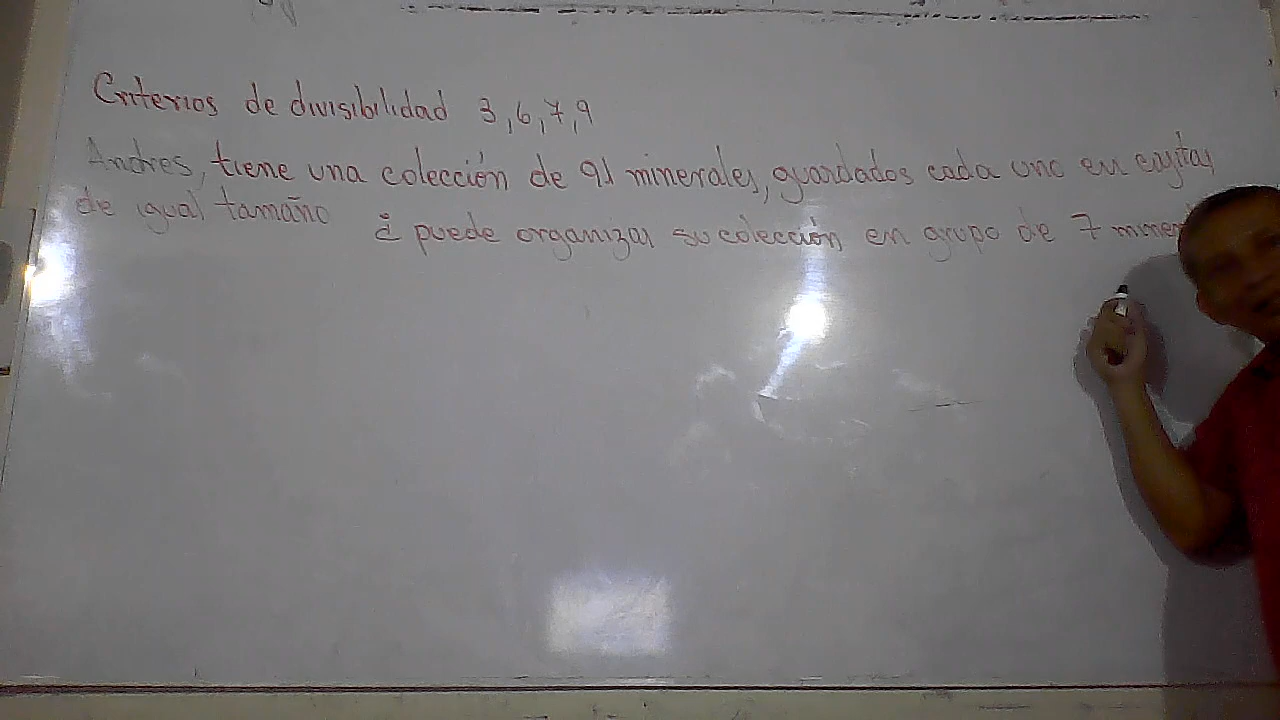 Criterios de divisibilidad 3,6,7,9
Andres, tiene una colección de 91 minerales, guardados cada uno en cajitas
de igual tamaño ¿puede organizar su colección en grupo de 7